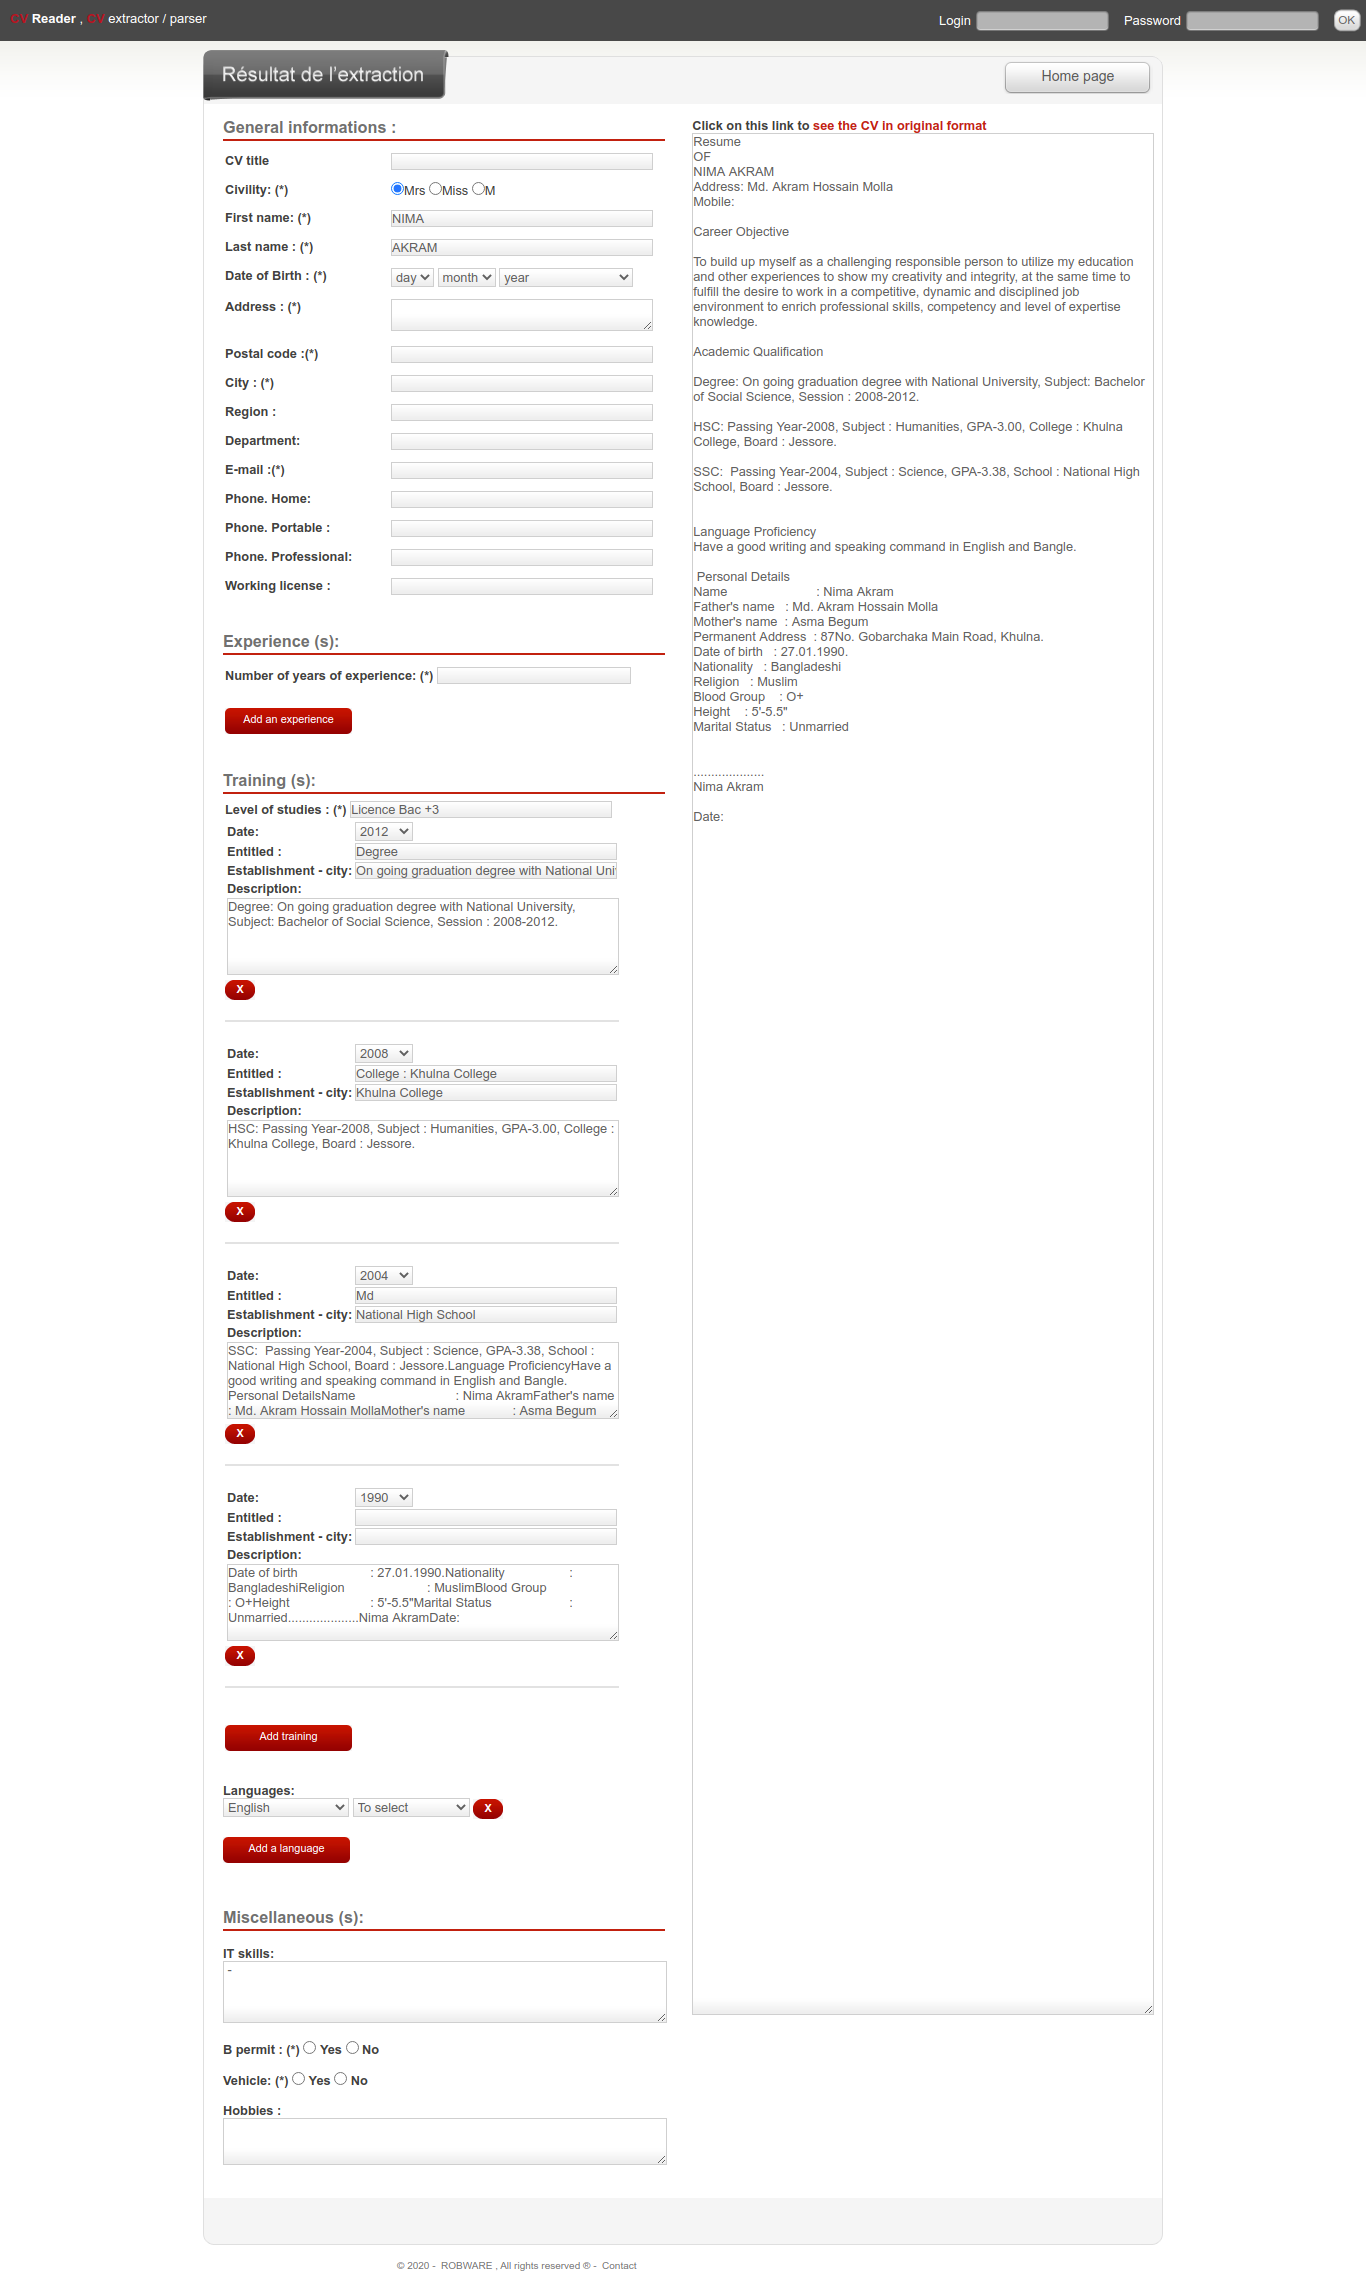 CV Reader , CV extractor / parser
Login
Password
OK
Résultat de l'extraction
Home page
General informations :
CV title
Civility: (*)
Mrs Miss M
First name: (*)
NIMA
Last name : (*)
AKRAM
Date of Birth : (*)
day month year
Address : (*)
Postal code :(*)
City : (*)
Region :
Department:
E-mail :(*)
Phone. Home:
Phone. Portable :
Phone. Professional:
Working license :
Experience (s):
Number of years of experience: (*)
Add an experience
Training (s):
Level of studies : (*) Licence Bac +3
Date: 2012
Entitled : Degree
Establishment - city: On going graduation degree with National Uni
Description:
Degree: On going graduation degree with National University,
Subject: Bachelor of Social Science, Session : 2008-2012.
X
Date: 2008
Entitled : College : Khulna College
Establishment - city: Khulna College
Description:
HSC: Passing Year-2008, Subject : Humanities, GPA-3.00, College :
Khulna College, Board : Jessore.
X
Date: 2004
Entitled : Md
Establishment - city: National High School
Description:
SSC:  Passing Year-2004, Subject : Science, GPA-3.38, School :
National High School, Board : Jessore.Language ProficiencyHave a
good writing and speaking command in English and Bangle.
Personal DetailsName : Nima AkramFather's name
: Md. Akram Hossain MollaMother's name : Asma Begum
X
Date: 1990
Entitled :
Establishment - city:
Description:
Date of birth : 27.01.1990.Nationality :
BangladeshiReligion : MuslimBlood Group
: O+Height : 5'-5.5"Marital Status :
Unmarried....................Nima AkramDate:
X
Add training
Languages:
English To select X
Add a language
Miscellaneous (s):
IT skills:
-
B permit : (*) Yes No
Vehicle: (*) Yes No
Hobbies :
Click on this link to see the CV in original format
Resume
OF
NIMA AKRAM
Address: Md. Akram Hossain Molla
Mobile:
Career Objective
To build up myself as a challenging responsible person to utilize my education
and other experiences to show my creativity and integrity, at the same time to
fulfill the desire to work in a competitive, dynamic and disciplined job
environment to enrich professional skills, competency and level of expertise
knowledge.
Academic Qualification
Degree: On going graduation degree with National University, Subject: Bachelor
of Social Science, Session : 2008-2012.
HSC: Passing Year-2008, Subject : Humanities, GPA-3.00, College : Khulna
College, Board : Jessore.
SSC:  Passing Year-2004, Subject : Science, GPA-3.38, School : National High
School, Board : Jessore.
Language Proficiency
Have a good writing and speaking command in English and Bangle.
Personal Details
Name : Nima Akram
Father's name : Md. Akram Hossain Molla
Mother's name : Asma Begum
Permanent Address : 87No. Gobarchaka Main Road, Khulna.
Date of birth : 27.01.1990.
Nationality : Bangladeshi
Religion : Muslim
Blood Group : O+
Height : 5'-5.5"
Marital Status : Unmarried
....................
Nima Akram
Date:
© 2020 - ROBWARE , All rights reserved ® - Contact